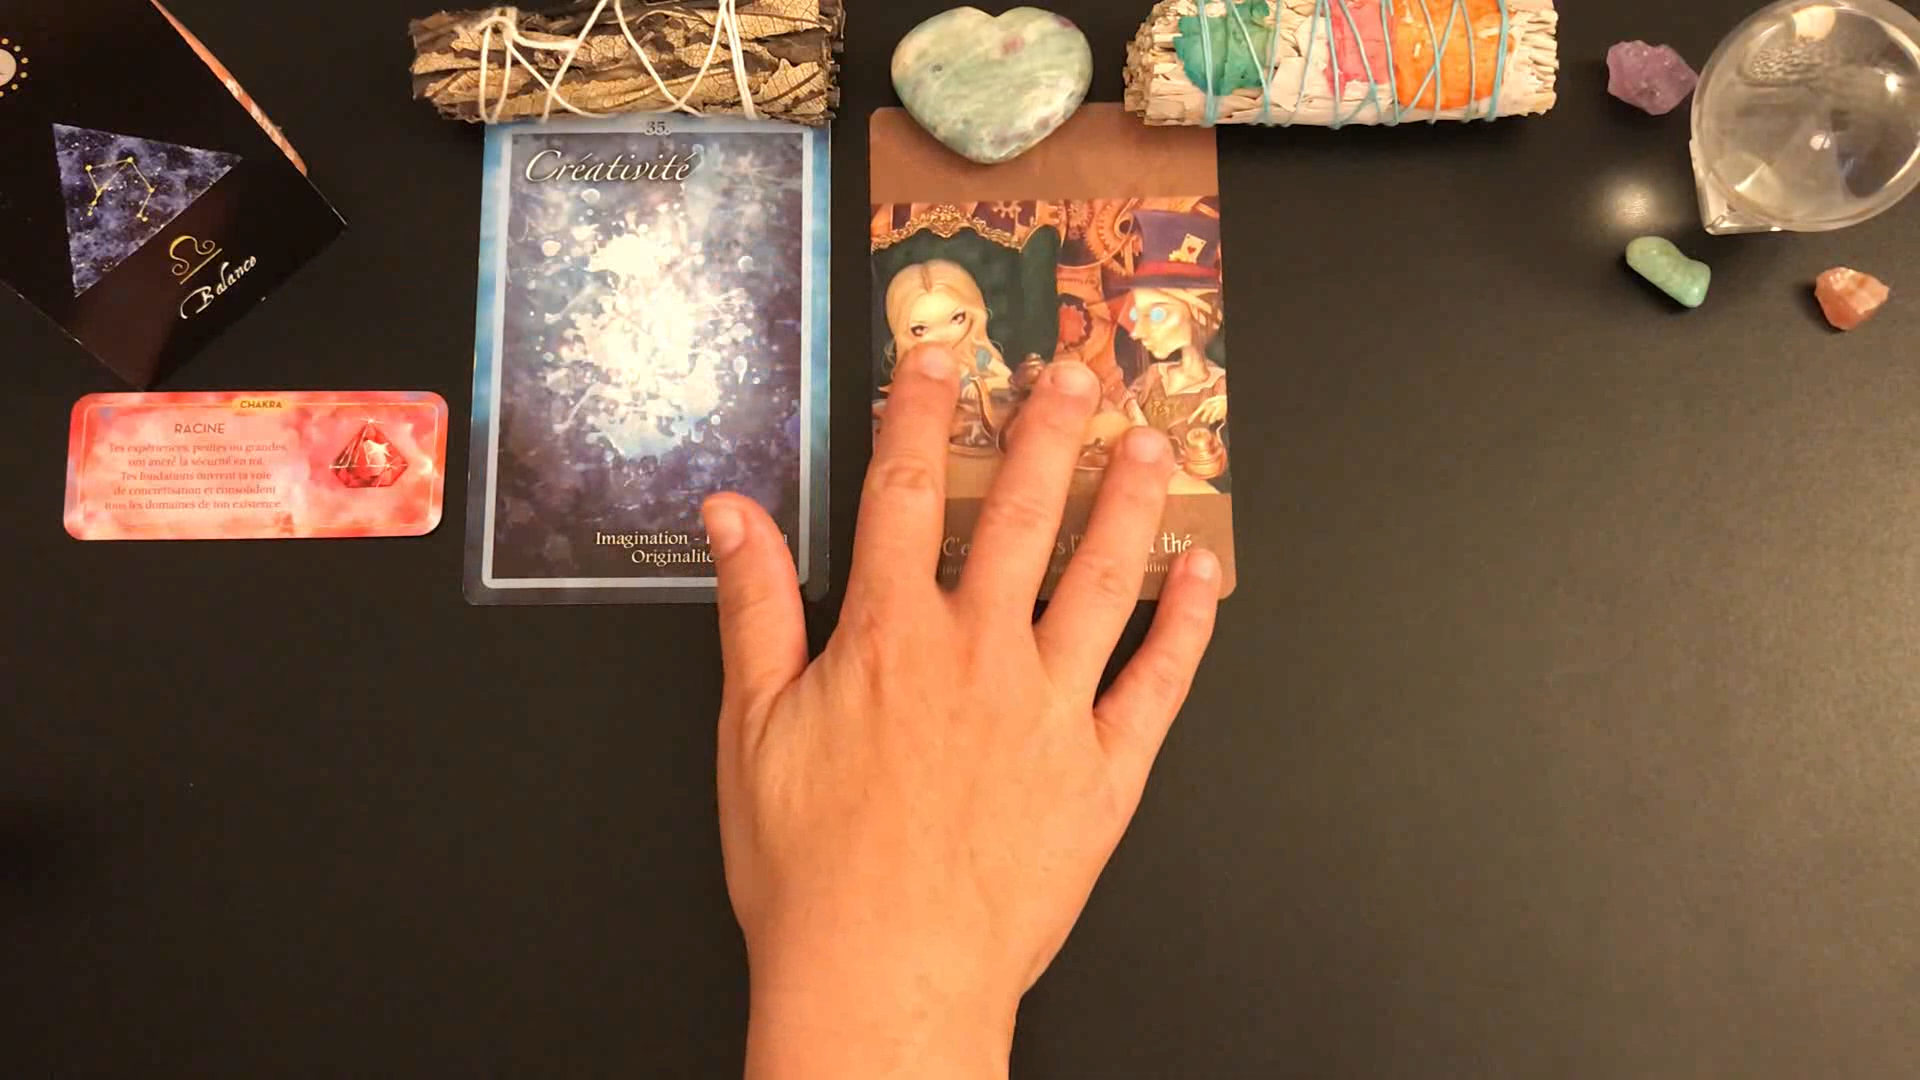 Balance
CHAKRA
RACINE
Tes expériences, petites ou grandes,
ont ancré la sécurité en toi.
Tes fondations ouvrent ta voie
de concrétisation et consolident
tous les domaines de ton existence.
35.
Créativité
Imagination -
Originalité
thé